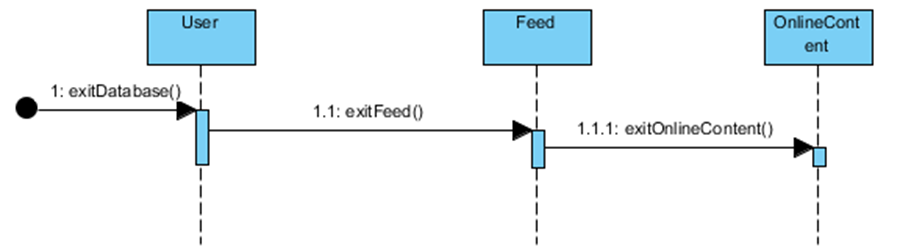 User
Feed
OnlineCont
ent
1: exitDatabase()
1.1: exitFeed()
1.1.1: exitOnlineContent()